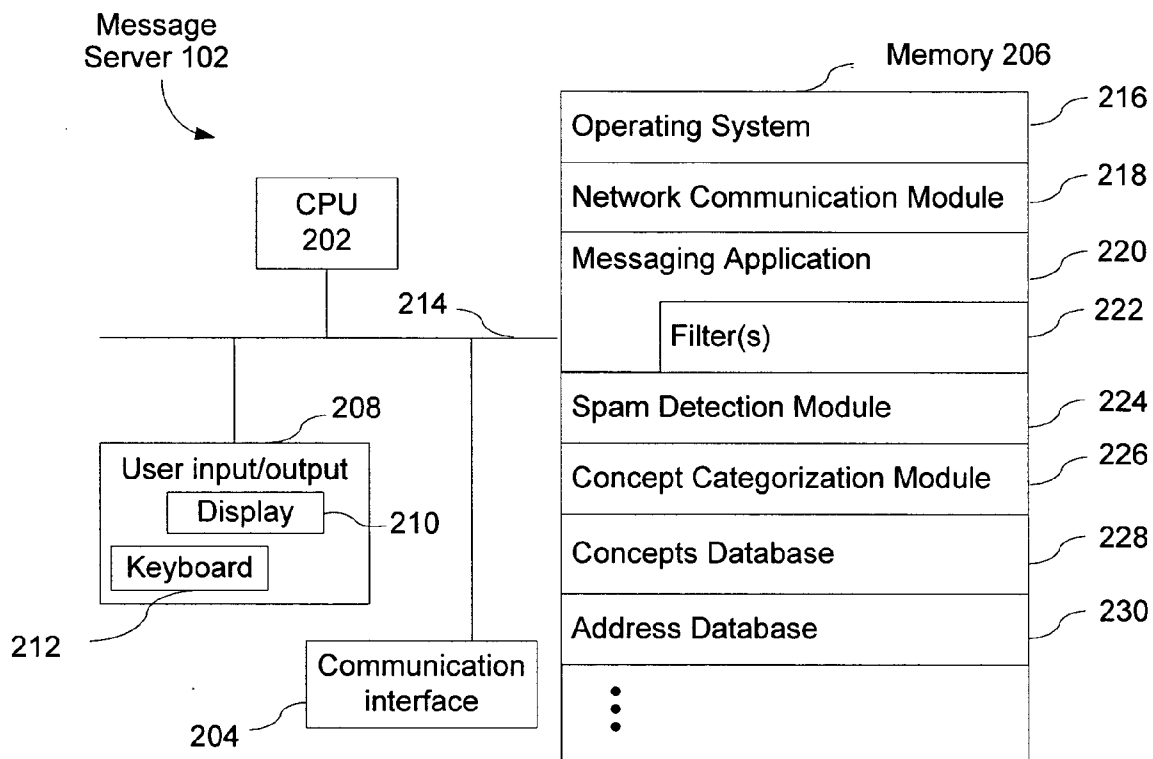 Message
Server 102
Memory 206
Operating System
216
Network Communication Module
218
CPU
202
Messaging Application
220
214
Filter(s)
222
208
Spam Detection Module
224
User input/output
Concept Categorization Module
226
Display
210
Concepts Database
228
Keyboard
212
Address Database
230
Communication
interface
204